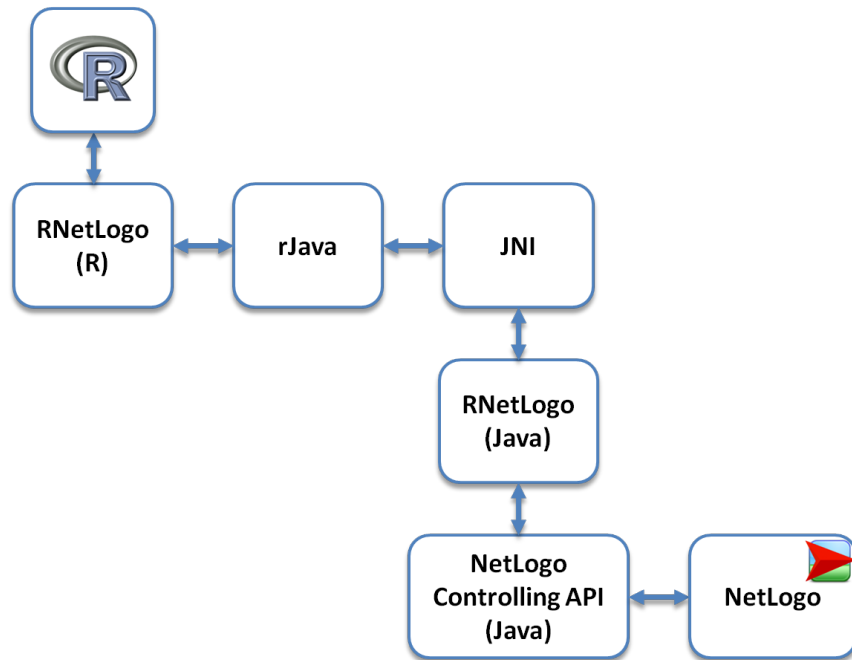 R
RNetLogo
(R)
rJava
JNI
RNetLogo
(Java)
NetLogo
Controlling API
(Java)
NetLogo